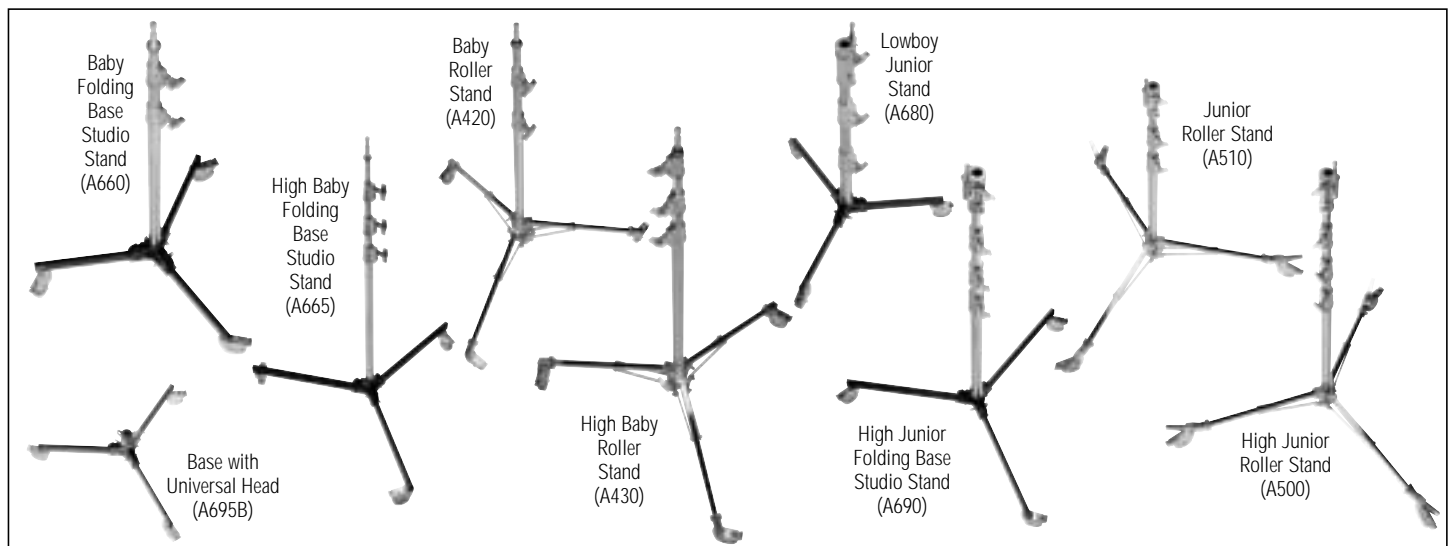 Baby
Folding
Base
Studio
Stand
(A660)
High Baby
Folding
Base
Studio
Stand
(A665)
Base with
Universal Head
(A695B)
Baby
Roller
Stand
(A420)
High Baby
Roller
Stand
(A430)
Lowboy
Junior
Stand
(A680)
High Junior
Folding Base
Studio Stand
(A690)
Junior
Roller Stand
(A510)
High Junior
Roller Stand
(A500)